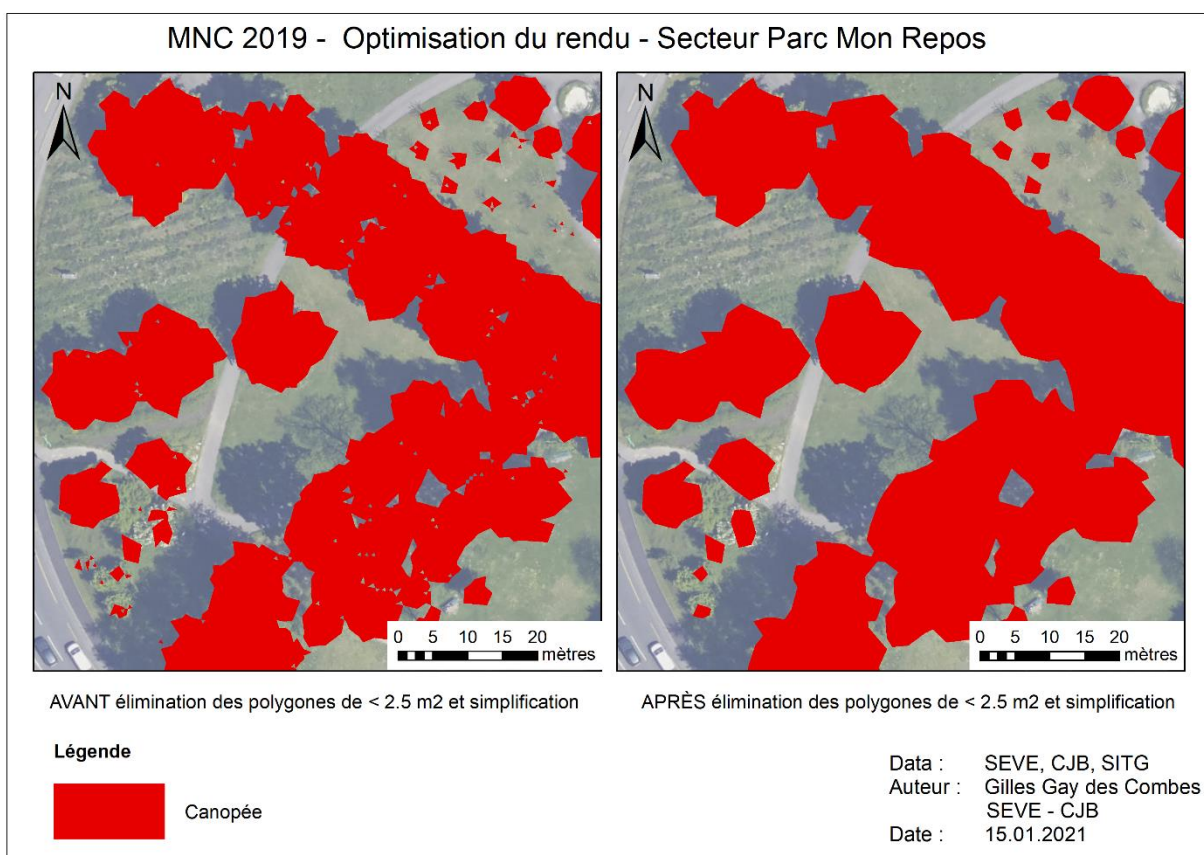 MNC 2019 - Optimisation du rendu - Secteur Parc Mon Repos
N
N
0 5 10 15 20
mètres
0 5 10 15 20
mètres
AVANT élimination des polygones de < 2.5 m2 et simplification
APRÈS élimination des polygones de < 2.5 m2 et simplification
Légende
Canopée
Data : SEVE, CJB, SITG
Auteur : Gilles Gay des Combes
SEVE - CJB
Date : 15.01.2021